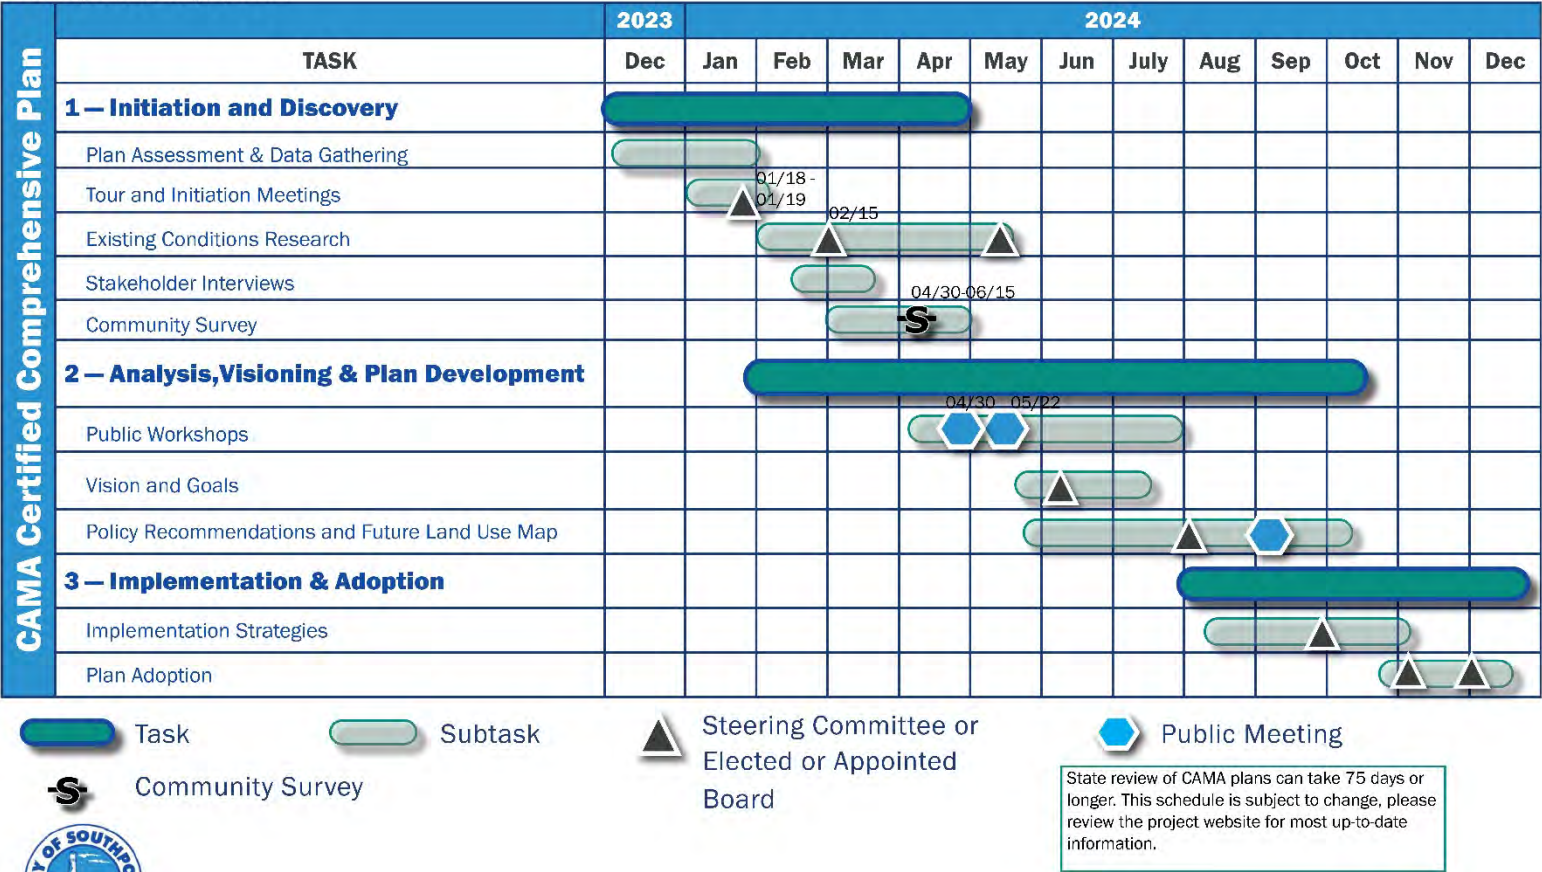 CAMA Certified Comprehensive Plan
2023 2024
TASK Dec Jan Feb Mar Apr May Jun July Aug Sep Oct Nov Dec
1 — Initiation and Discovery
Plan Assessment & Data Gathering
Tour and Initiation Meetings
01/18 -
01/19
Existing Conditions Research
02/15
Stakeholder Interviews
Community Survey
04/30-06/15
S
2 — Analysis,Visioning & Plan Development
Public Workshops
04/30 05/22
Vision and Goals
Policy Recommendations and Future Land Use Map
3 — Implementation & Adoption
Implementation Strategies
Plan Adoption
Task
Subtask
Steering Committee or
Elected or Appointed
Board
Public Meeting
S Community Survey
State review of CAMA plans can take 75 days or
longer. This schedule is subject to change, please
review the project website for most up-to-date
information.
OF SOUTHPO